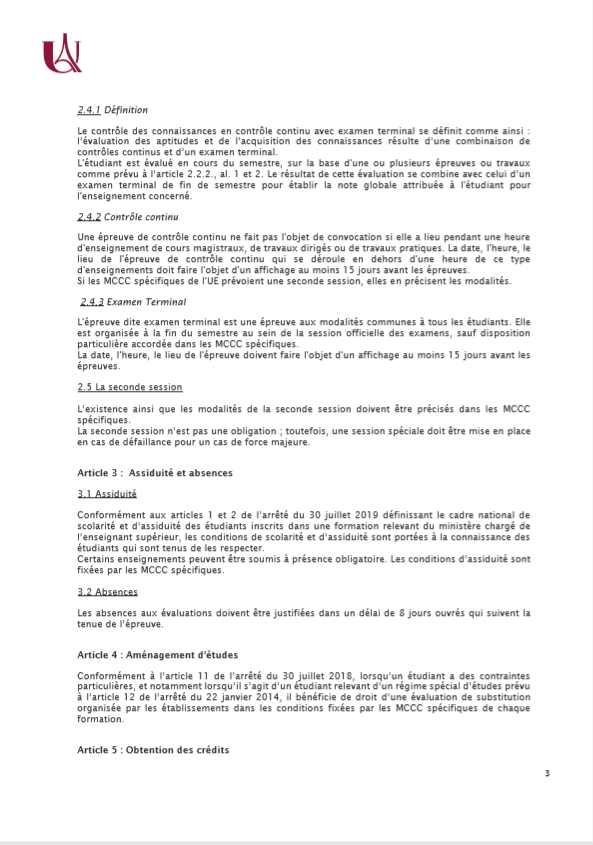 2.4.1 Définition
Le contrôle des connaissances en contrôle continu avec examen terminal se définit comme ainsi :
l'évaluation des aptitudes et de l'acquisition des connaissances résulte d'une combinaison de
contrôles continus et d'un examen terminal.
L'étudiant est évalué en cours du semestre, sur la base d'une ou plusieurs épreuves ou travaux
comme prévu à l'article 2.2.2., al. 1 et 2. Le résultat de cette évaluation se combine avec celui d'un
examen terminal de fin de semestre pour établir la note globale attribuée à l'étudiant pour
l'enseignement concerné.
2.4.2 Contrôle continu
Une épreuve de contrôle continu ne fait pas l'objet de convocation si elle a lieu pendant une heure
d'enseignement de cours magistraux, de travaux dirigés ou de travaux pratiques. La date, l'heure, le
lieu de l'épreuve de contrôle continu qui se déroule en dehors d'une heure de ce type
d'enseignements doit faire l'objet d'un affichage au moins 15 jours avant les épreuves.
Si les MCCC spécifiques de l'UE prévoient une seconde session, elles en précisent les modalités.
2.4.3 Examen Terminal
L'épreuve dite examen terminal est une épreuve aux modalités communes à tous les étudiants. Elle
est organisée à la fin du semestre au sein de la session officielle des examens, sauf disposition
particulière accordée dans les MCCC spécifiques.
La date, l'heure, le lieu de l'épreuve doivent faire l'objet d'un affichage au moins 15 jours avant les
épreuves.
2.5 La seconde session
L'existence ainsi que les modalités de la seconde session doivent être précisés dans les MCCC
spécifiques.
La seconde session n'est pas une obligation ; toutefois, une session spéciale doit être mise en place
en cas de défaillance pour un cas de force majeure.
Article 3 : Assiduité et absences
3.1 Assiduité
Conformément aux articles 1 et 2 de l'arrêté du 30 juillet 2019 définissant le cadre national de
scolarité et d'assiduité des étudiants inscrits dans une formation relevant du ministère chargé de
l'enseignant supérieur, les conditions de scolarité et d'assiduité sont portées à la connaissance des
étudiants qui sont tenus de les respecter.
Certains enseignements peuvent être soumis à présence obligatoire. Les conditions d'assiduité sont
fixées par les MCCC spécifiques.
3.2 Absences
Les absences aux évaluations doivent être justifiées dans un délai de 8 jours ouvrés qui suivent la
tenue de l'épreuve.
Article 4 : Aménagement d'études
Conformément à l'article 11 de l'arrêté du 30 juillet 2018, lorsqu'un étudiant a des contraintes
particulières, et notamment lorsqu'il s'agit d'un étudiant relevant d'un régime spécial d'études prévu
à l'article 12 de l'arrêté du 22 janvier 2014, il bénéficie de droit d'une évaluation de substitution
organisée par les établissements dans les conditions fixées par les MCCC spécifiques de chaque
formation.
Article 5 : Obtention des crédits
3